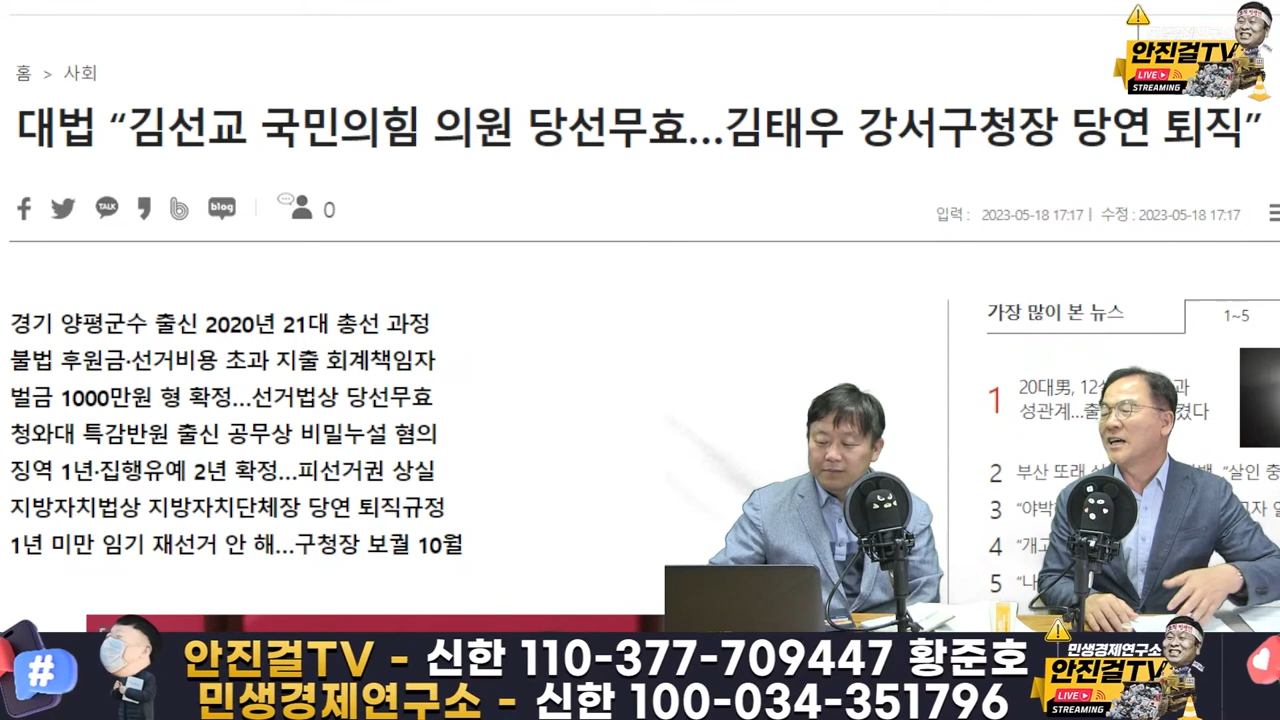 안진걸TV
LIVE
STREAMING
홈 > 사회
대법 “김선교 국민의힘 의원 당선무효...김태우 강서구청장 당연 퇴직”
TALK
blog
0
입력 : 2023-05-18 17:17 | 수정 : 2023-05-18 17:17
경기 양평군수 출신 2020년 21대 총선 과정
불법 후원금·선거비용 초과 지출 회계책임자
벌금 1000만원 형 확정...선거법상 당선무효
청와대 특감반원 출신 공무상 비밀누설 혐의
징역 1년·집행유예 2년 확정...피선거권 상실
지방자치법상 지방자치단체장 당연 퇴직규정
1년 미만 임기 재선거 안 해...구청장 보궐 10월
가장 많이 본 뉴스
1~5
1 20대男, 과
성관계...
2 부산 또래 “살인
3
4
5
#
안진걸TV - 신한 110-377-709447 황준호
민생경제연구소 - 신한 100-034-351796
민생경제연구소
안진걸TV
LIVE
STREAMING